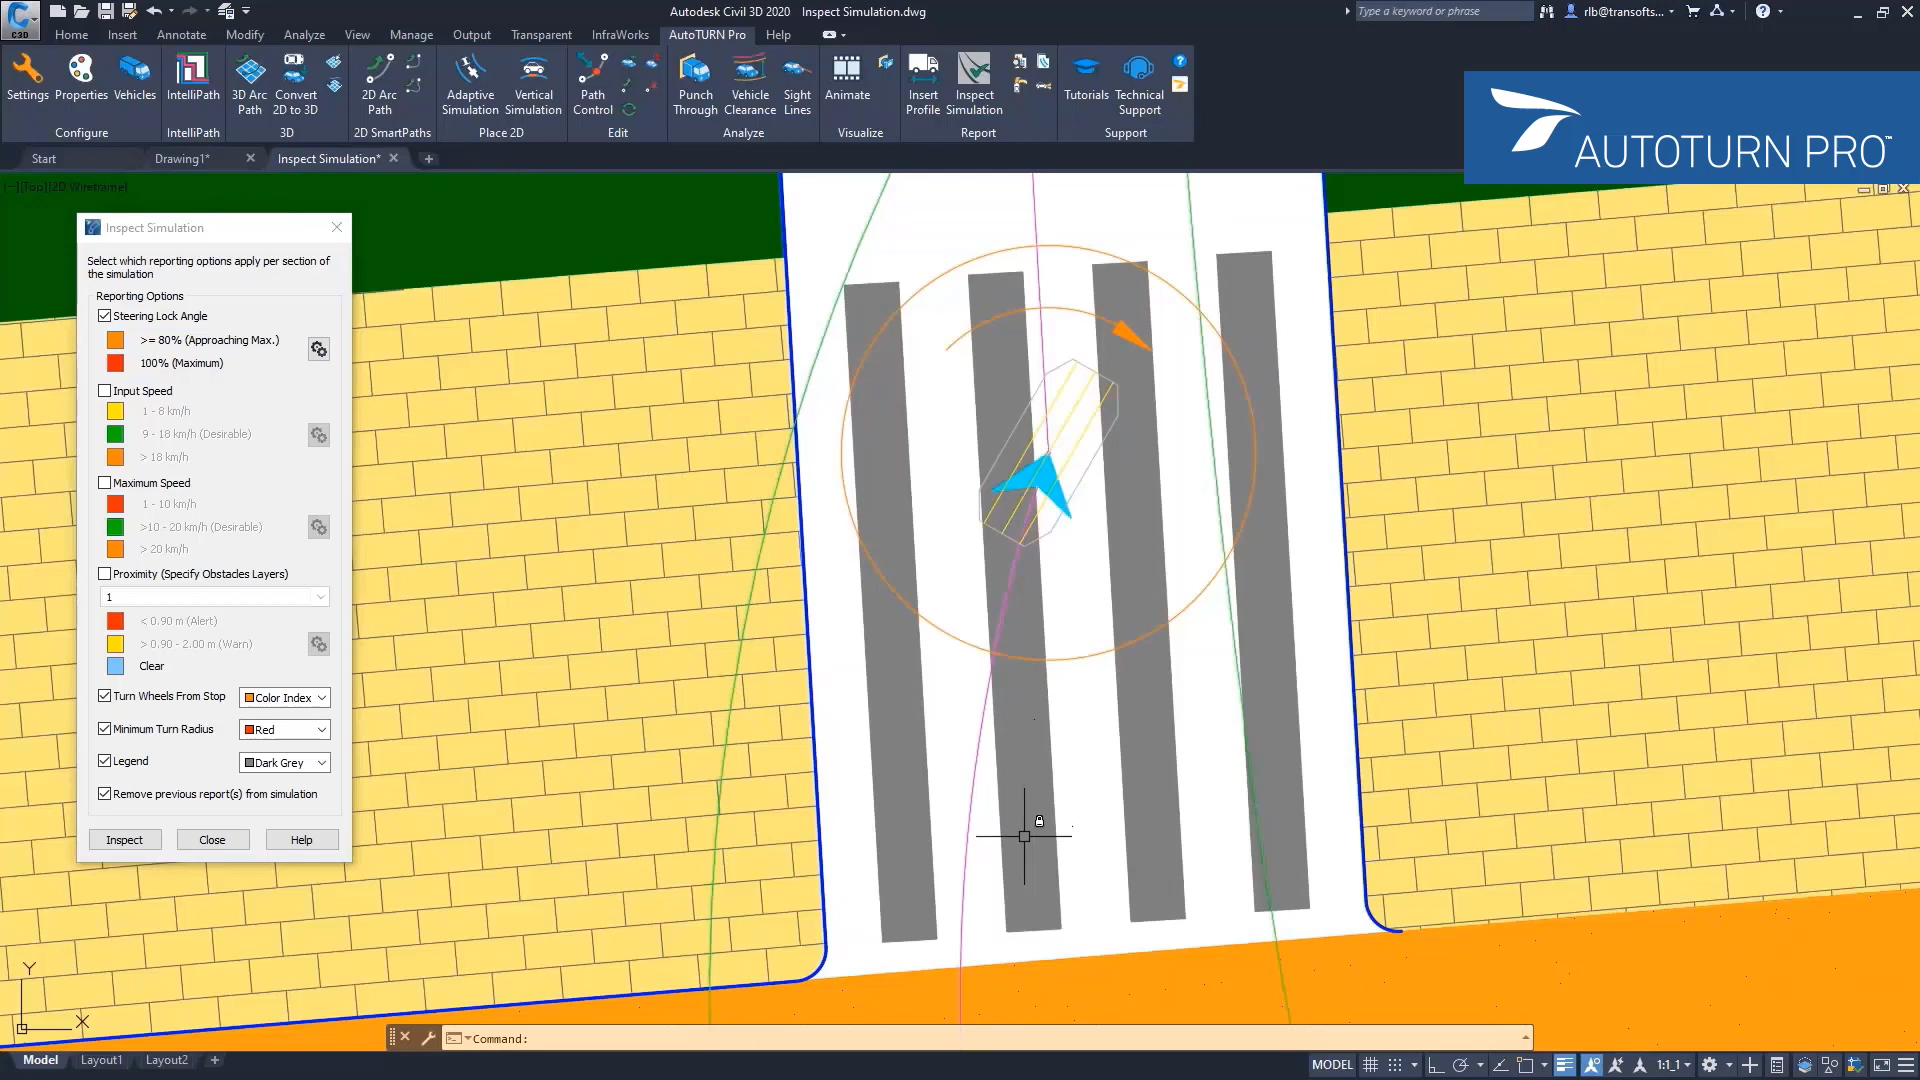 C3D
Autodesk Civil 3D 2020 Inspect Simulation.dwg
Type a keyword or phrase
rlb@transofts...
Home Insert Annotate Modify Analyze View Manage Output Transparent InfraWorks AutoTURN Pro Help
Settings Properties Vehicles IntelliPath 3D Arc Path Convert 2D to 3D 2D Arc Path Adaptive Simulation Vertical Simulation Path Control Punch Through Vehicle Clearance Sight Lines Animate Insert Profile Inspect Simulation Tutorials Technical Support
Configure IntelliPath 3D 2D SmartPaths Place 2D Edit Analyze Visualize Report Support
AUTOTURN PRO™
Start Drawing1* Inspect Simulation*
[−][Top][2D Wireframe]
Inspect Simulation
Select which reporting options apply per section of
the simulation
Reporting Options
Steering Lock Angle
>= 80% (Approaching Max.)
100% (Maximum)
Input Speed
1 - 8 km/h
9 - 18 km/h (Desirable)
> 18 km/h
Maximum Speed
1 - 10 km/h
>10 - 20 km/h (Desirable)
> 20 km/h
Proximity (Specify Obstacles Layers)
1
< 0.90 m (Alert)
> 0.90 - 2.00 m (Warn)
Clear
Turn Wheels From Stop Color Index
Minimum Turn Radius Red
Legend Dark Grey
Remove previous report(s) from simulation
Inspect Close Help
Y
X
Command:
Model Layout1 Layout2
MODEL 1:1_1